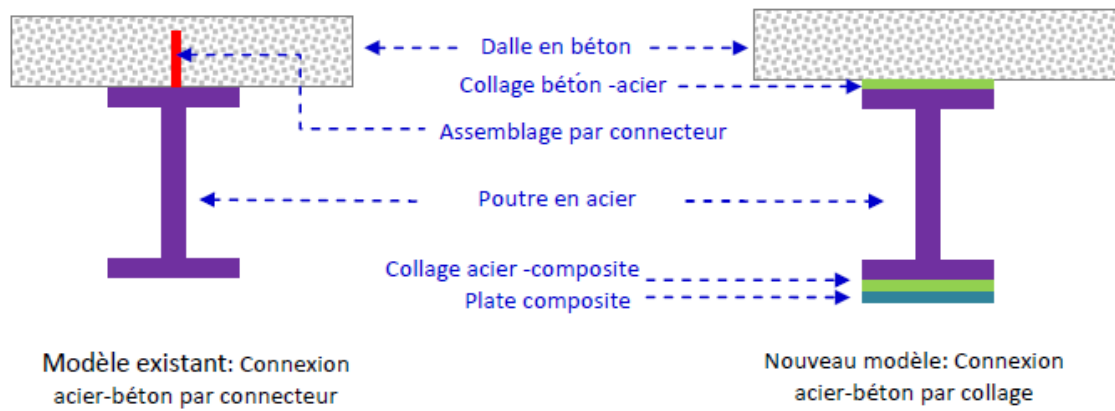 Dalle en béton
Collage béton -acier
Assemblage par connecteur
Poutre en acier
Collage acier -composite
Plate composite
Modèle existant: Connexion
acier-béton par connecteur
Nouveau modèle: Connexion
acier-béton par collage